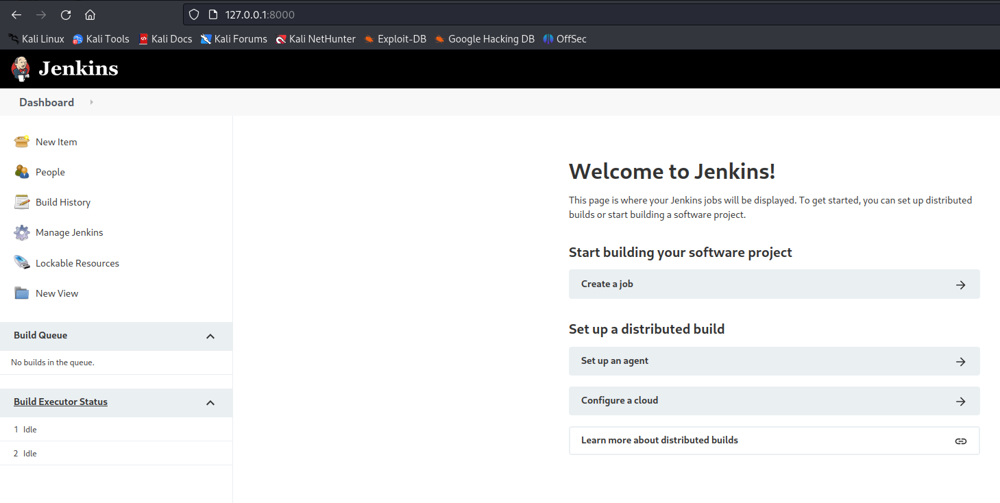 127.0.0.1:8000
Kali Linux Kali Tools Kali Docs Kali Forums Kali NetHunter Exploit-DB Google Hacking DB OffSec
Jenkins
Dashboard
New Item
People
Build History
Manage Jenkins
Lockable Resources
New View
Build Queue
No builds in the queue.
Build Executor Status
1 Idle
2 Idle
Welcome to Jenkins!
This page is where your Jenkins jobs will be displayed. To get started, you can set up distributed
builds or start building a software project.
Start building your software project
Create a job
Set up a distributed build
Set up an agent
Configure a cloud
Learn more about distributed builds